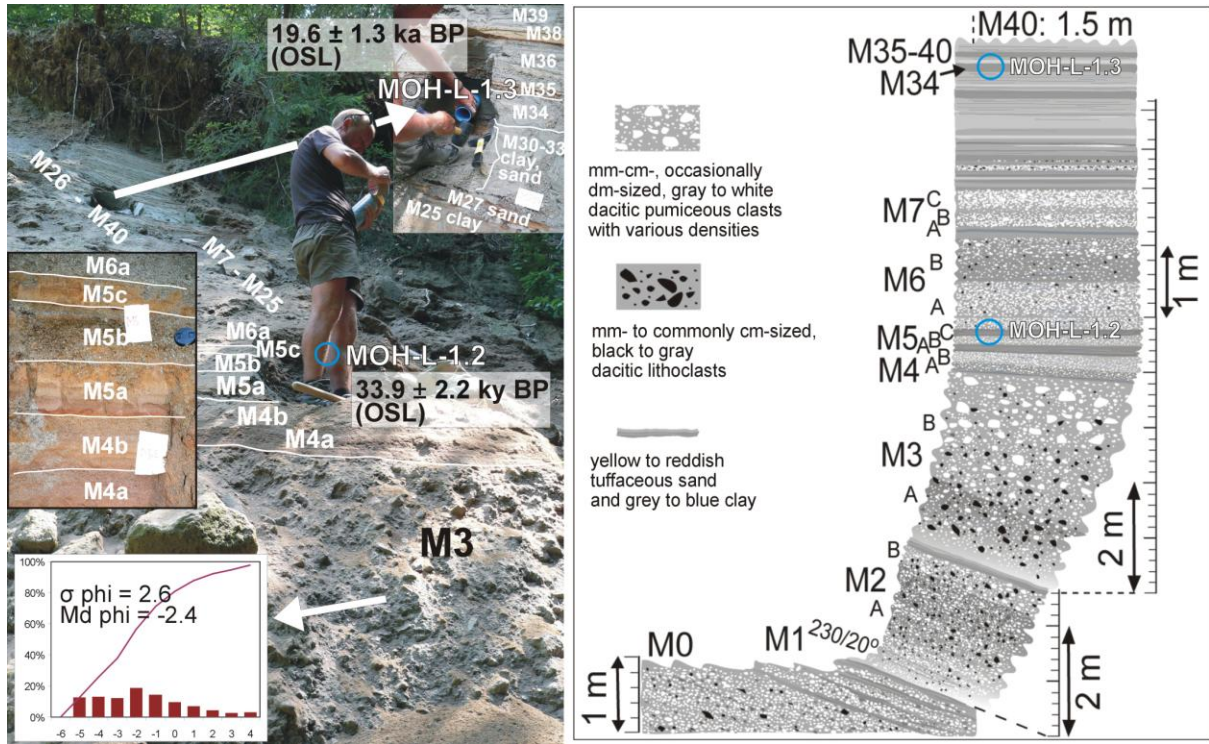 19.6 ± 1.3 ka BP
(OSL)
MOH-L-1.3
M39
M38
M36
M35
M34
M30-33
clay,
sand
M27 sand
M25 clay
M26 - M40
M7 - M25
M6a
M5c
M5b
M5a
M4b
M4a
M6a
M5c
M5b
M5a
M4b
M4a
MOH-L-1.2
33.9 ± 2.2 ky BP
(OSL)
M3
100%
80%
60%
40%
20%
0%
σ phi = 2.6
Md phi = -2.4
-6 -5 -4 -3 -2 -1 0 1 2 3 4
mm-cm-, occasionally
dm-sized, gray to white
dacitic pumiceous clasts
with various densities
mm- to commonly cm-sized,
black to gray
dacitic lithoclasts
yellow to reddish
tuffaceous sand
and grey to blue clay
M40: 1.5 m
M35-40
M34
MOH-L-1.3
M7
C
B
A
M6
B
A
M5
C
B
A
MOH-L-1.2
M4
B
A
M3
B
A
M2
B
A
M1
230/20º
M0
1 m
2 m
2 m
1 m